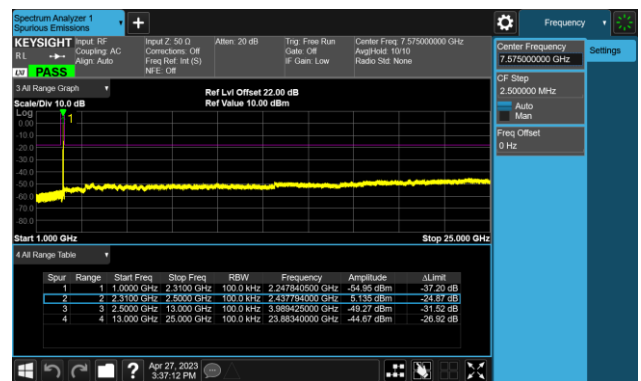 Spectrum Analyzer 1
Spurious Emissions
Frequency
KEYSIGHT
Input: RF
Coupling: AC
Align: Auto
Input Z: 50 Ω
Corrections: Off
Freq Ref: Int (S)
NFE: Off
Atten: 20 dB
Trig: Free Run
Gate: Off
IF Gain: Low
Center Freq: 7.575000000 GHz
Avg|Hold: 10/10
Radio Std: None
RL
LXI PASS
Center Frequency
7.575000000 GHz
Settings
CF Step
2.500000 MHz
Auto
Man
Freq Offset
0 Hz
3 All Range Graph
Scale/Div 10.0 dB
Ref Lvl Offset 22.00 dB
Ref Value 10.00 dBm
Log
1
0.00
-10.0
-20.0
-30.0
-40.0
-50.0
-60.0
-70.0
-80.0
Start 1.000 GHz
Stop 25.000 GHz
4 All Range Table
Spur Range Start Freq Stop Freq RBW Frequency Amplitude ΔLimit
1 1 1.0000 GHz 2.3100 GHz 100.0 kHz 2.247840500 GHz -54.95 dBm -37.20 dB
2 2 2.3100 GHz 2.5000 GHz 100.0 kHz 2.437794000 GHz 5.135 dBm -24.87 dB
3 3 2.5000 GHz 13.000 GHz 100.0 kHz 3.989425000 GHz -49.27 dBm -31.52 dB
4 4 13.000 GHz 25.000 GHz 100.0 kHz 23.88340000 GHz -44.67 dBm -26.92 dB
Apr 27, 2023
3:37:12 PM